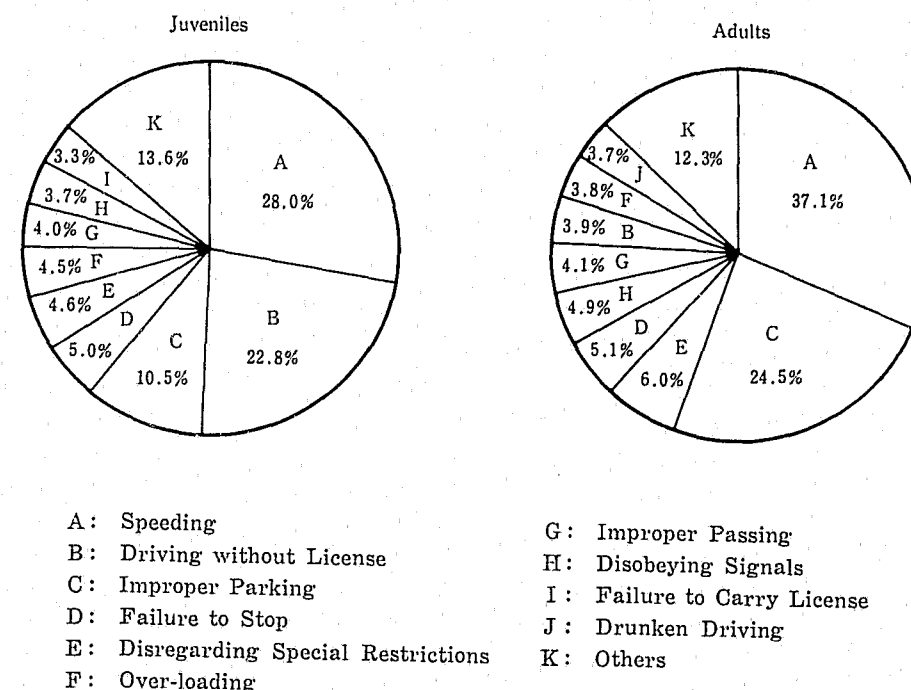 Juveniles
K
13.6%
A
28.0%
3.3%
I
3.7%
H
4.0% G
4.5% F
4.6% E
D
5.0%
C
10.5%
B
22.8%
Adults
K
12.3%
A
37.1%
3.7%
J
3.8% F
3.9% B
4.1% G
4.9% H
D
5.1%
E
6.0%
C
24.5%
A: Speeding
B: Driving without License
C: Improper Parking
D: Failure to Stop
E: Disregarding Special Restrictions
F: Over-loading
G: Improper Passing
H: Disobeying Signals
I: Failure to Carry License
J: Drunken Driving
K: Others